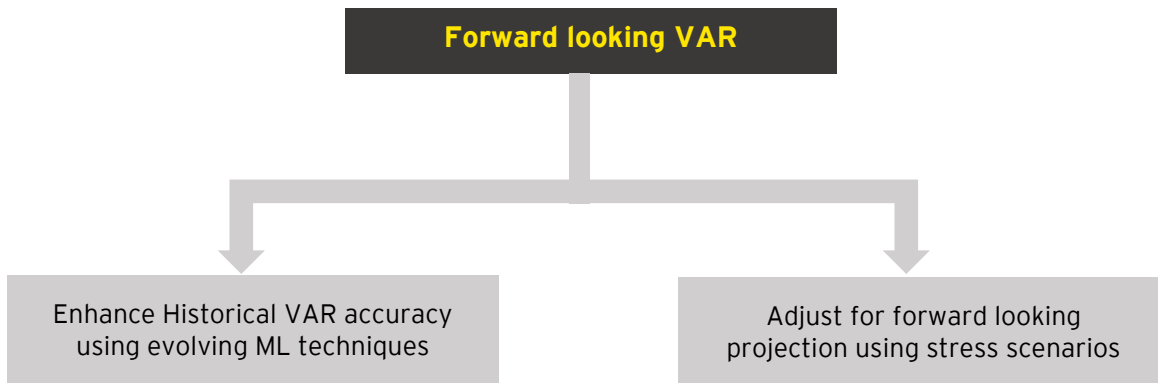 Forward looking VAR
Enhance Historical VAR accuracy
using evolving ML techniques
Adjust for forward looking
projection using stress scenarios